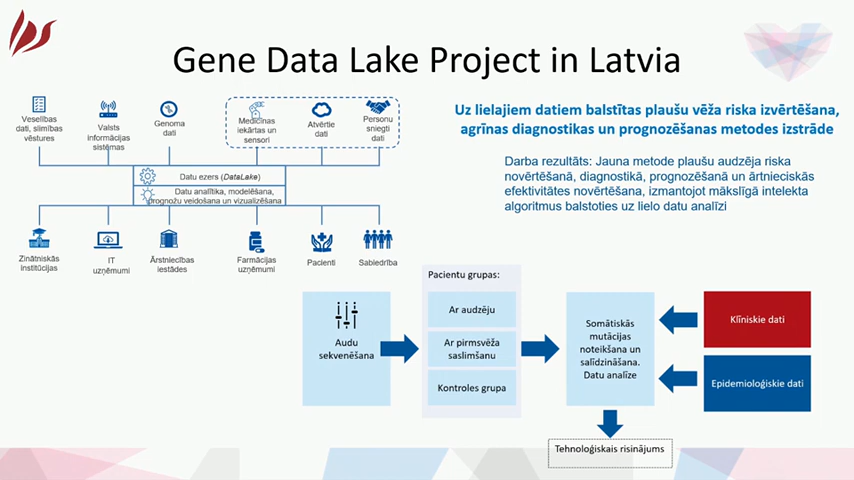 Gene Data Lake Project in Latvia
Veselības
dati, slimības
vēstures
Valsts
informācijas
sistēmas
Genoma
dati
Medicīnas
iekārtas un
sensori
Atvērtie
dati
Personu
sniegti
dati
Datu ezers (DataLake)
Datu analītika, modelēšana,
prognožu veidošana un vizualizēšana
Zinātniskās
institūcijas
IT
uzņēmumi
Ārstniecības
iestādes
Farmācijas
uzņēmumi
Pacienti
Sabiedrība
Uz lielajiem datiem balstītas plaušu vēža riska izvērtēšana,
agrīnas diagnostikas un prognozēšanas metodes izstrāde
Darba rezultāts: Jauna metode plaušu audzēja riska
novērtēšanā, diagnostikā, prognozēšanā un ārtnieciskās
efektivitātes novērtēšana, izmantojot mākslīgā intelekta
algoritmus balstoties uz lielo datu analīzi
Audu
sekvenēšana
Pacientu grupas:
Ar audzēju
Ar pirmsvēža
saslimšanu
Kontroles grupa
Somātiskās
mutācijas
noteikšana un
salīdzināšana.
Datu analīze
Klīniskie dati
Epidemioloģiskie dati
Tehnoloģiskais risinājums